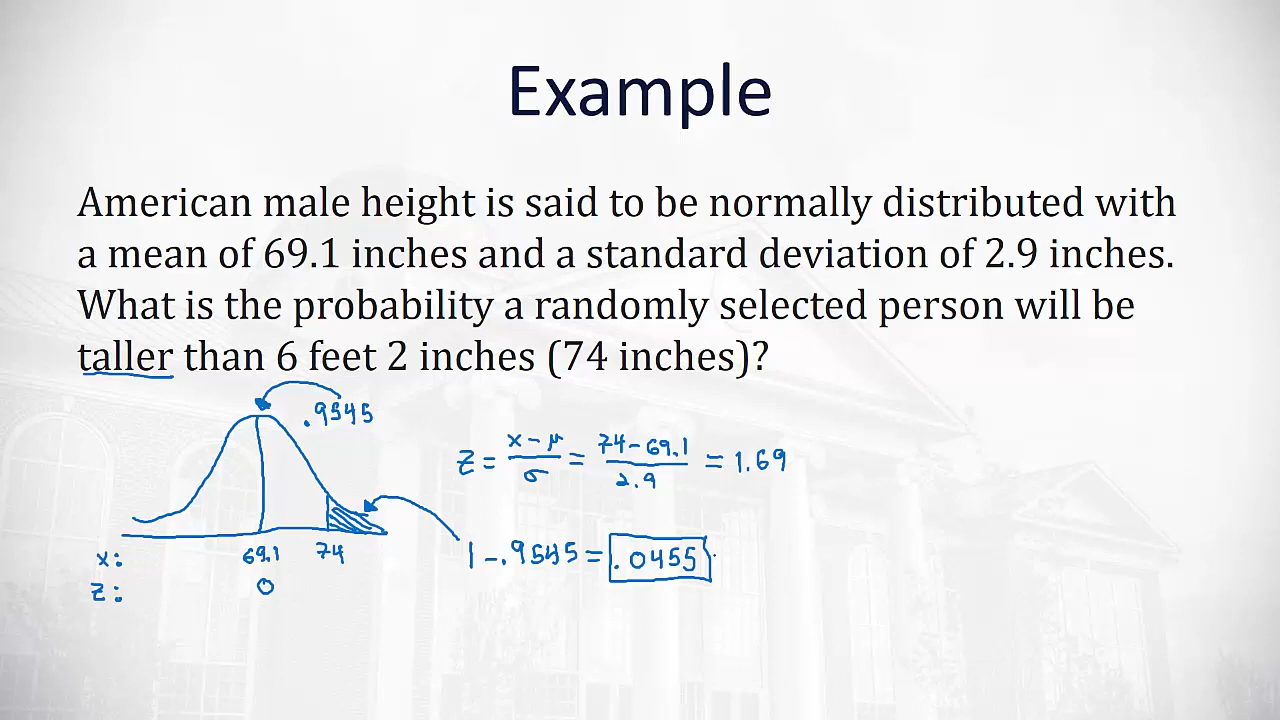 Example
American male height is said to be normally distributed with
a mean of 69.1 inches and a standard deviation of 2.9 inches.
What is the probability a randomly selected person will be
taller than 6 feet 2 inches (74 inches)?
.9545
Z = x - μ / σ = 74 - 69.1 / 2.9 = 1.69
1 - .9545 = .0455
x: 69.1 74
z: 0